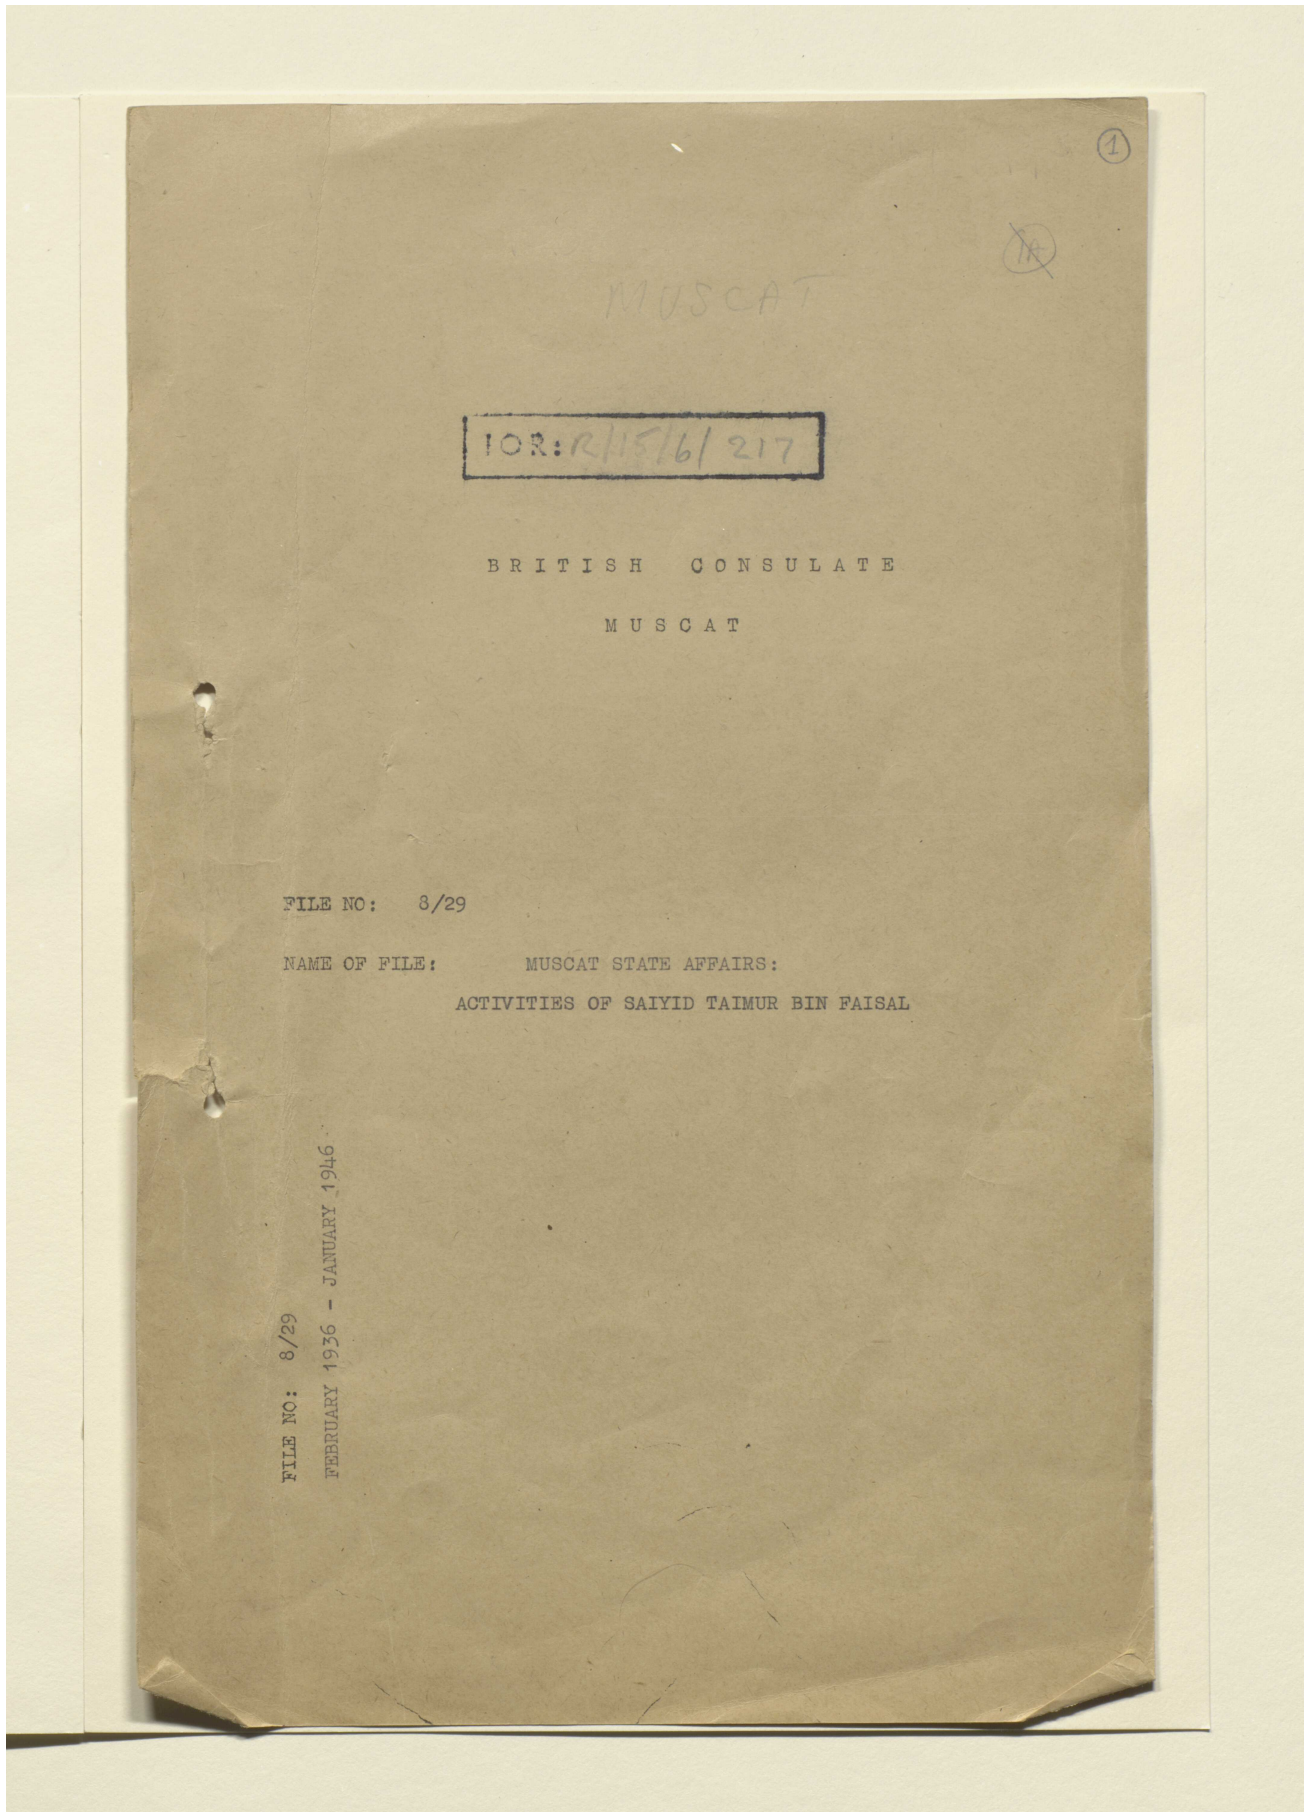 1
1A
MUSCAT
IOR: R/15/6/217
BRITISH CONSULATE
MUSCAT
FILE NO: 8/29
NAME OF FILE: MUSCAT STATE AFFAIRS:
ACTIVITIES OF SAIYID TAIMUR BIN FAISAL
FILE NO: 8/29
FEBRUARY 1936 - JANUARY 1946